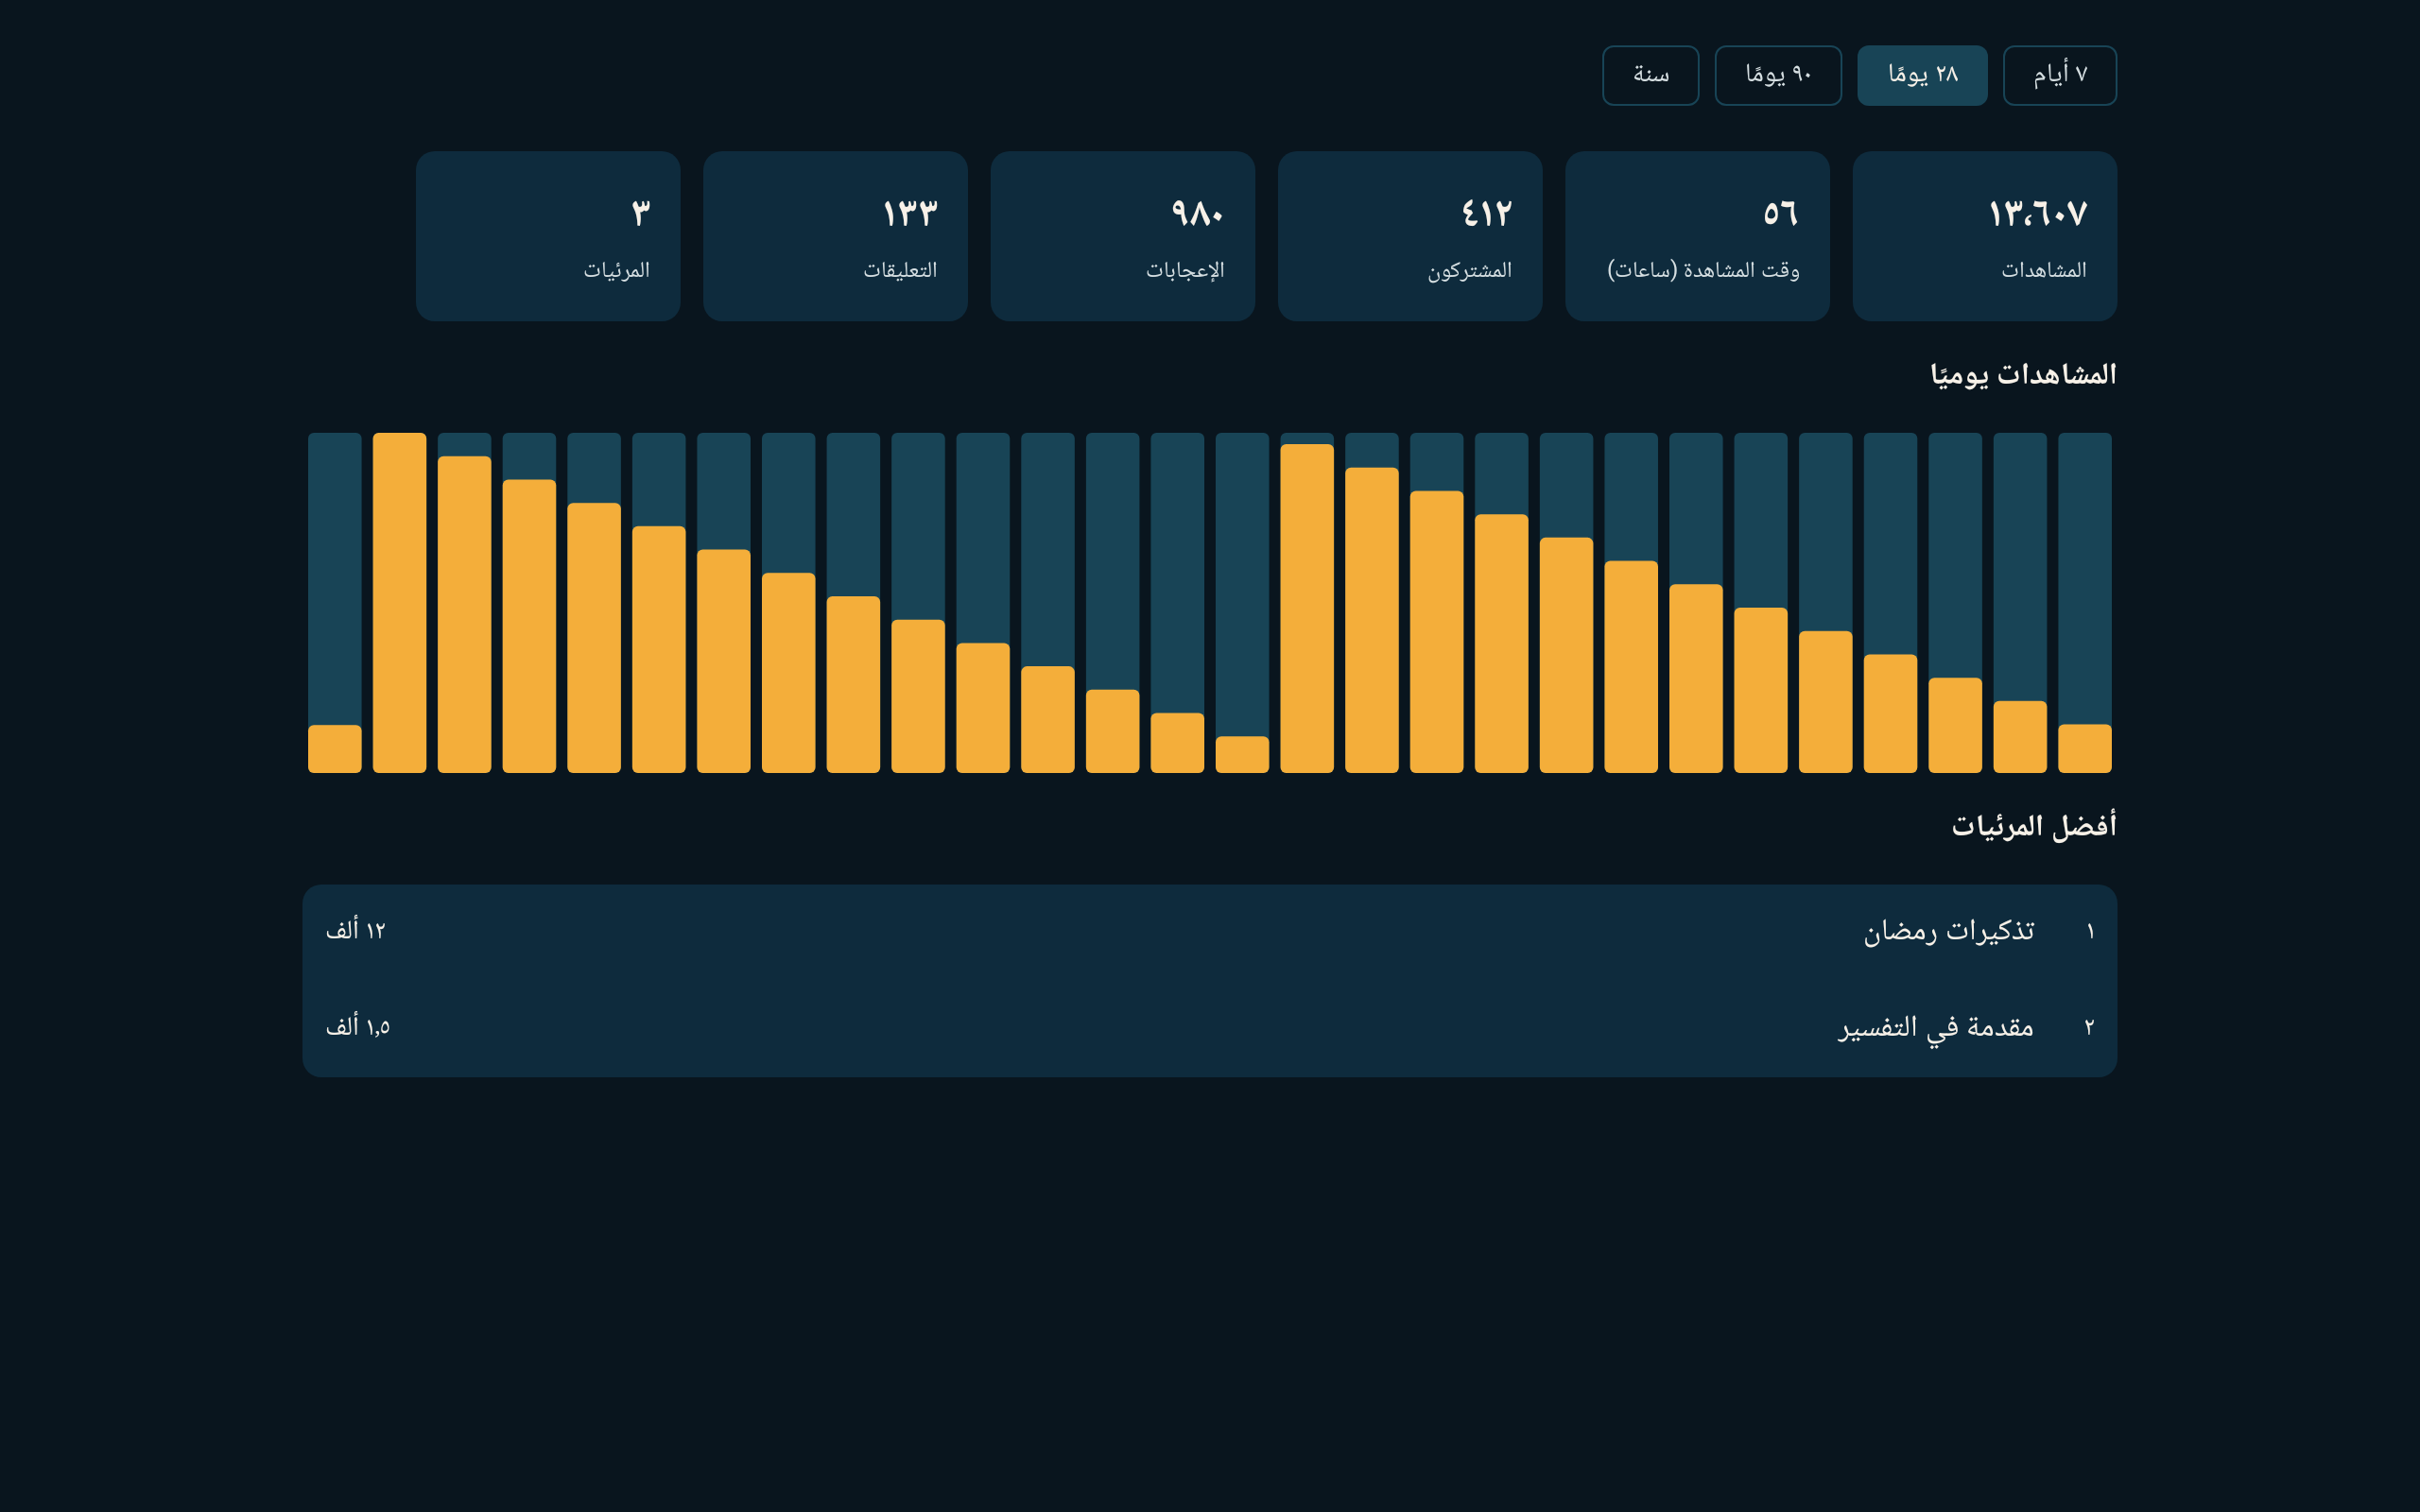 ٧ أيام
٢٨ يومًا
٩٠ يومًا
سنة
١٣،٦٠٧
المشاهدات
٥٦
وقت المشاهدة (ساعات)
٤١٢
المشتركون
٩٨٠
الإعجابات
١٣٣
التعليقات
٣
المرئيات
المشاهدات يوميًا
أفضل المرئيات
١ تذكيرات رمضان ١٢ ألف
٢ مقدمة في التفسير ١٫٥ ألف